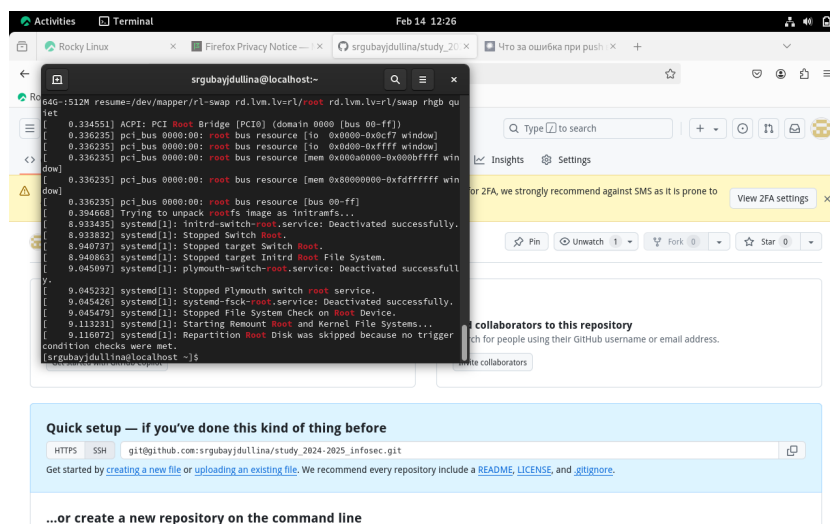 Activities
Terminal
Feb 14 12:26
Rocky Linux
Firefox Privacy Notice —
srgubayjdullina/study_20
Что за ошибка при push
srgubayjdullina@localhost:~
64G-:512M resume=/dev/mapper/rl-swap rd.lvm.lv=rl/root rd.lvm.lv=rl/swap rhgb qu
iet
[    0.334551] ACPI: PCI Root Bridge [PCI0] (domain 0000 [bus 00-ff])
[    0.336235] pci_bus 0000:00: root bus resource [io  0x0000-0x0cf7 window]
[    0.336235] pci_bus 0000:00: root bus resource [io  0x0d00-0xffff window]
[    0.336235] pci_bus 0000:00: root bus resource [mem 0x000a0000-0x000bffff win
dow]
[    0.336235] pci_bus 0000:00: root bus resource [mem 0x80000000-0xfdffffff win
dow]
[    0.336235] pci_bus 0000:00: root bus resource [bus 00-ff]
[    0.394668] Trying to unpack rootfs image as initramfs...
[    8.933435] systemd[1]: initrd-switch-root.service: Deactivated successfully.
[    8.933832] systemd[1]: Stopped Switch Root.
[    8.940737] systemd[1]: Stopped target Switch Root.
[    8.940863] systemd[1]: Stopped target Initrd Root File System.
[    9.045097] systemd[1]: plymouth-switch-root.service: Deactivated successfull
y.
[    9.045232] systemd[1]: Stopped Plymouth switch root service.
[    9.045426] systemd[1]: systemd-fsck-root.service: Deactivated successfully.
[    9.045479] systemd[1]: Stopped File System Check on Root Device.
[    9.113231] systemd[1]: Starting Remount Root and Kernel File Systems...
[    9.116072] systemd[1]: Repartition Root Disk was skipped because no trigger
condition checks were met.
[srgubayjdullina@localhost ~]$
Ro
Type / to search
Insights
Settings
for 2FA, we strongly recommend against SMS as it is prone to
View 2FA settings
Pin
Unwatch 1
Fork 0
Star 0
collaborators to this repository
rch for people using their GitHub username or email address.
Get started with GitHub Copilot
Invite collaborators
Quick setup — if you've done this kind of thing before
HTTPS SSH git@github.com:srgubayjdullina/study_2024-2025_infosec.git
Get started by creating a new file or uploading an existing file. We recommend every repository include a README, LICENSE, and .gitignore.
...or create a new repository on the command line